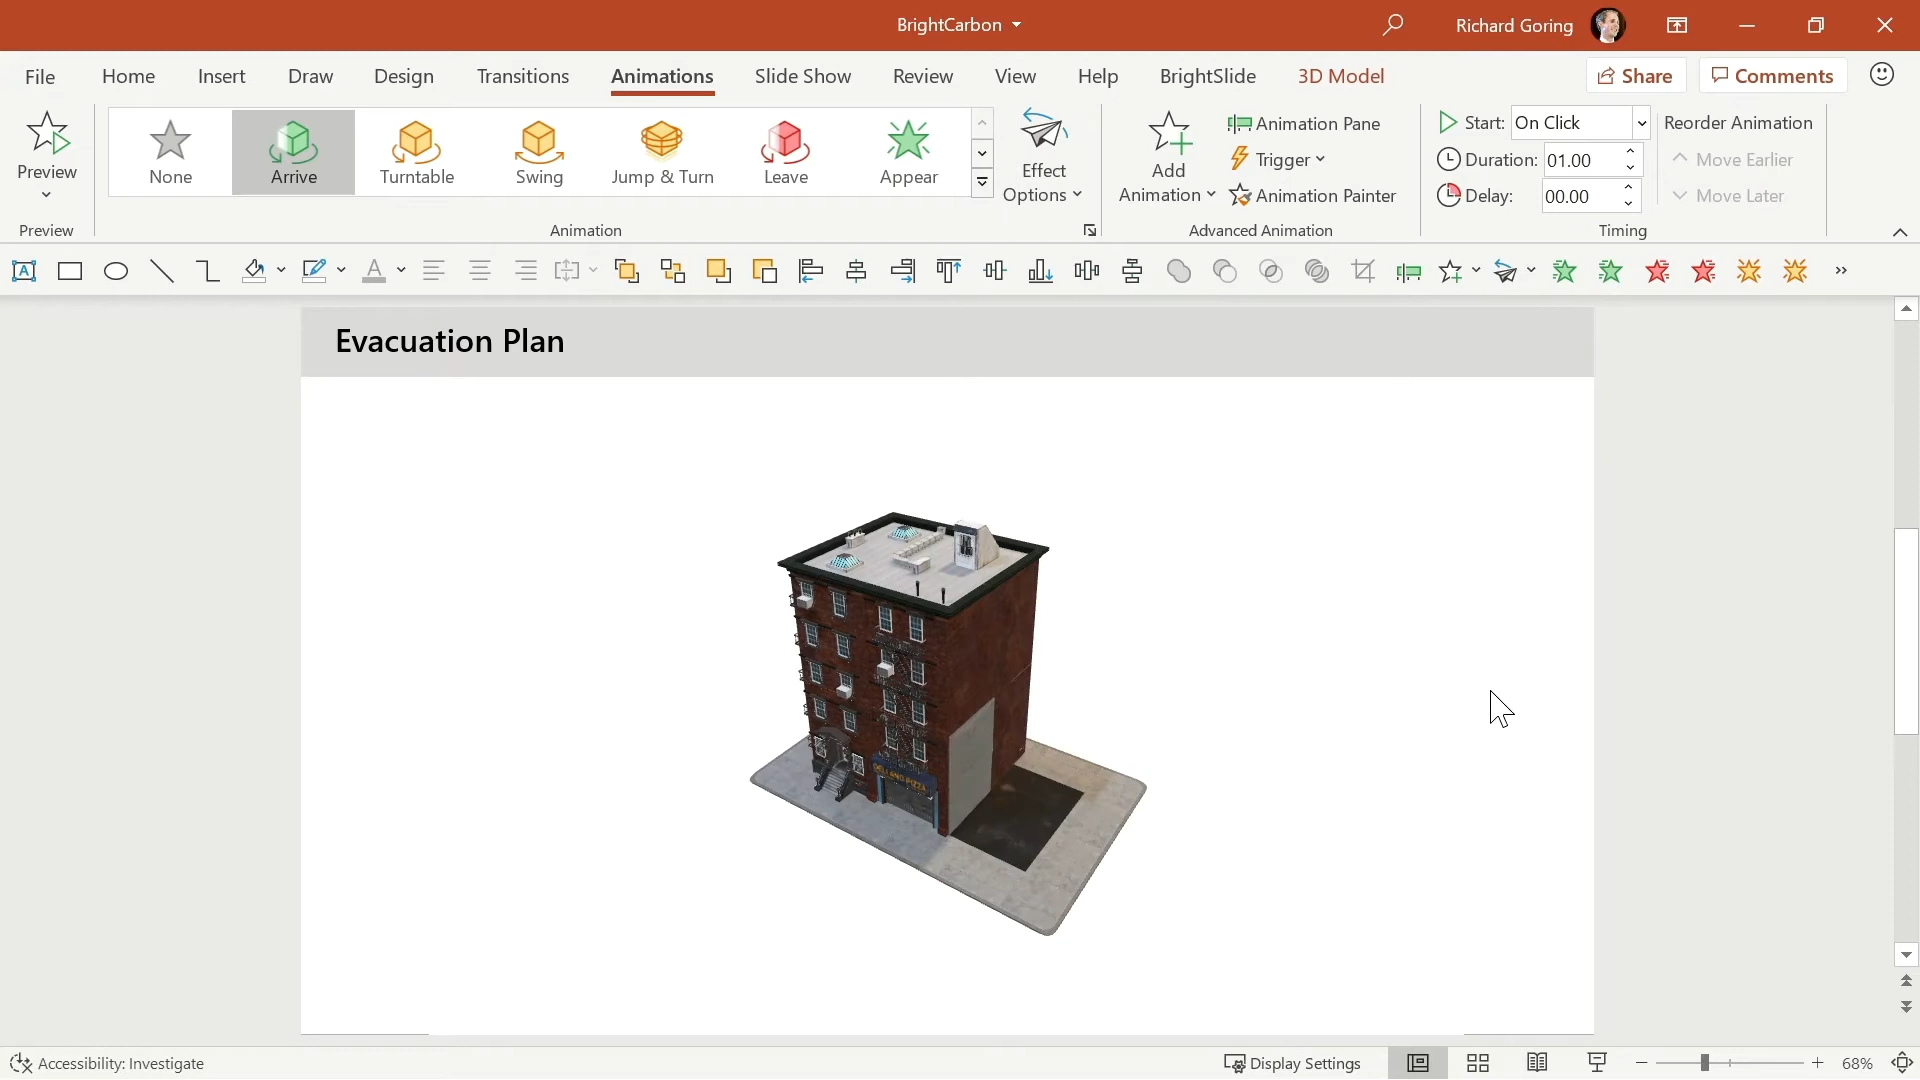 BrightCarbon
Richard Goring
File Home Insert Draw Design Transitions Animations Slide Show Review View Help BrightSlide 3D Model Share Comments
Preview
None Arrive Turntable Swing Jump & Turn Leave Appear
Effect Options
Add Animation
Animation Pane
Trigger
Animation Painter
Start: On Click
Duration: 01.00
Delay: 00.00
Reorder Animation
Move Earlier
Move Later
Preview Animation Advanced Animation Timing
A A
Evacuation Plan
Accessibility: Investigate Display Settings 68%